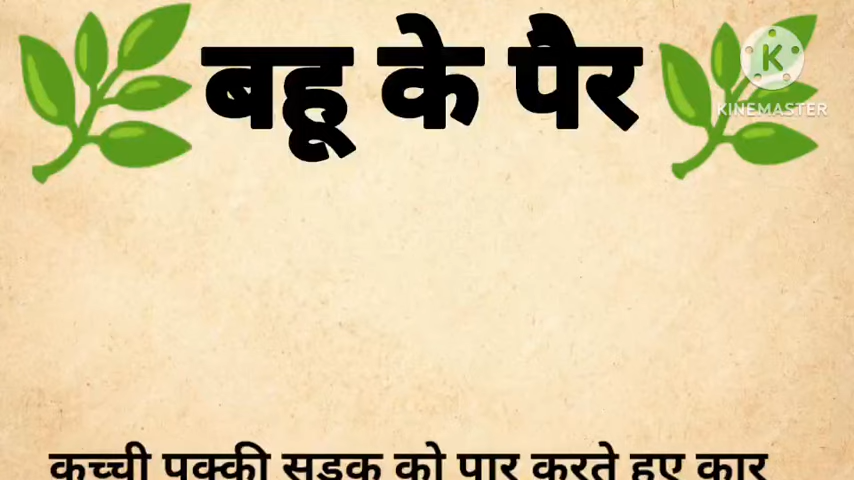 बहू के पैर
KINEMASTER
कच्ची पक्की सड़क को पार करते हुए कार